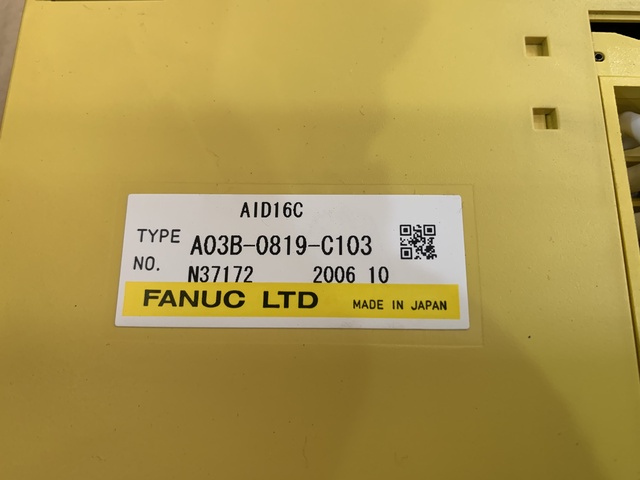 AID16C
TYPE A03B-0819-C103
NO. N37172 2006 10
FANUC LTD MADE IN JAPAN